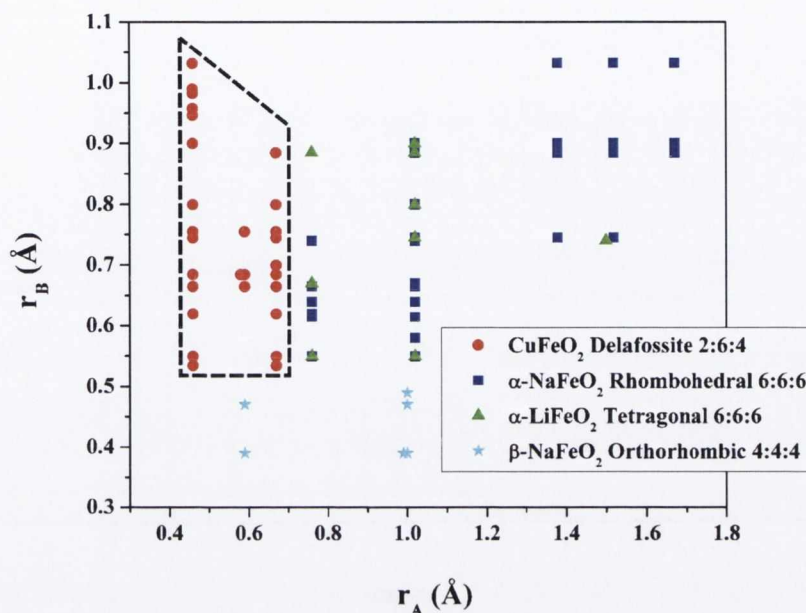 1.1
1.0
0.9
0.8
0.7
0.6
0.5
0.4
0.3
r_B (Å)
CuFeO₂ Delafossite 2:6:4
α-NaFeO₂ Rhombohedral 6:6:6
α-LiFeO₂ Tetragonal 6:6:6
β-NaFeO₂ Orthorhombic 4:4:4
0.4 0.6 0.8 1.0 1.2 1.4 1.6 1.8
r_A (Å)